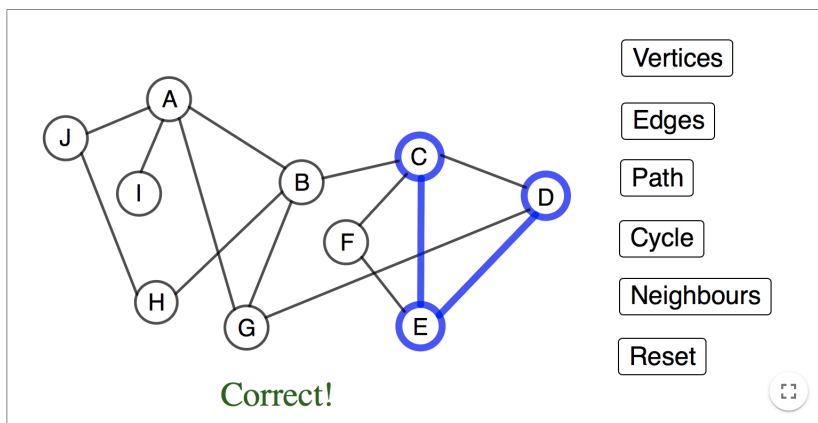 Vertices
A
Edges
J
C
Path
B
I
D
Cycle
F
Neighbours
H
G
E
Reset
Correct!